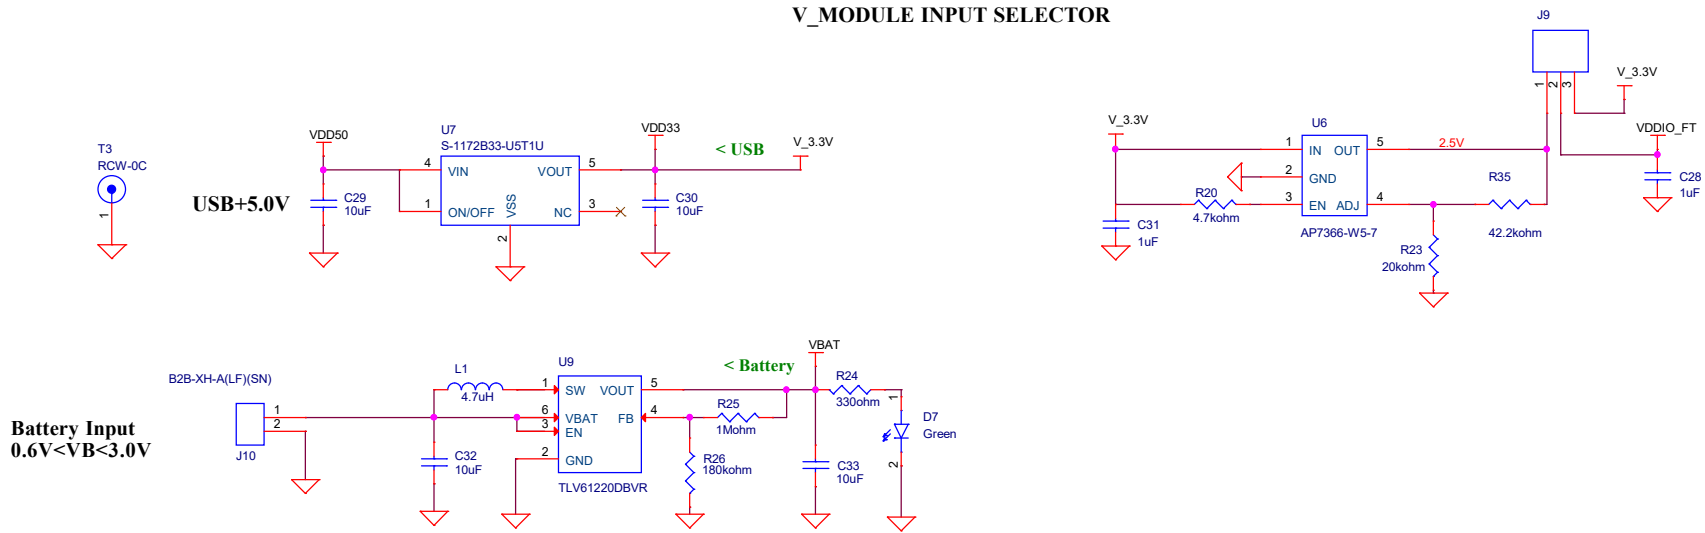 V_MODULE INPUT SELECTOR
T3
RCW-0C
1
USB+5.0V
VDD50
C29
10uF
U7
S-1172B33-U5T1U
4
VIN
VOUT
5
1
ON/OFF
VSS
NC
3
2
VDD33
C30
10uF
< USB
V_3.3V
J9
1
2
3
V_3.3V
VDDIO_FT
C28
1uF
V_3.3V
C31
1uF
R20
4.7kohm
U6
1
IN
OUT
5
2
GND
3
EN
ADJ
4
AP7366-W5-7
2.5V
R35
42.2kohm
R23
20kohm
Battery Input
0.6V<VB<3.0V
B2B-XH-A(LF)(SN)
1
2
J10
L1
4.7uH
C32
10uF
U9
1
SW
VOUT
5
6
VBAT
FB
4
3
EN
2
GND
TLV61220DBVR
< Battery
VBAT
R25
1Mohm
R26
180kohm
C33
10uF
R24
330ohm
1
D7
Green
2